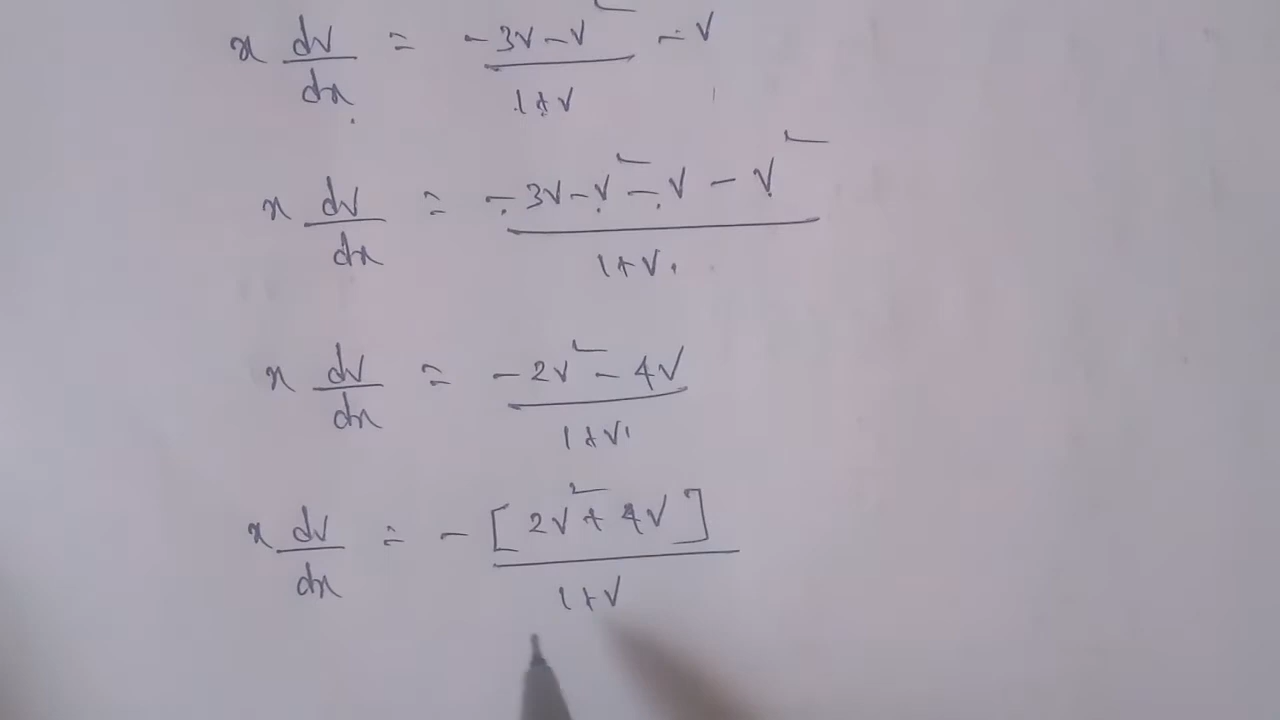 x dv/dx = (-3v - v²)/(1+v) - v
x dv/dx = (-3v - v² - v - v²)/(1+v)
x dv/dx = (-2v² - 4v)/(1+v)
x dv/dx = -[2v² + 4v]/(1+v)